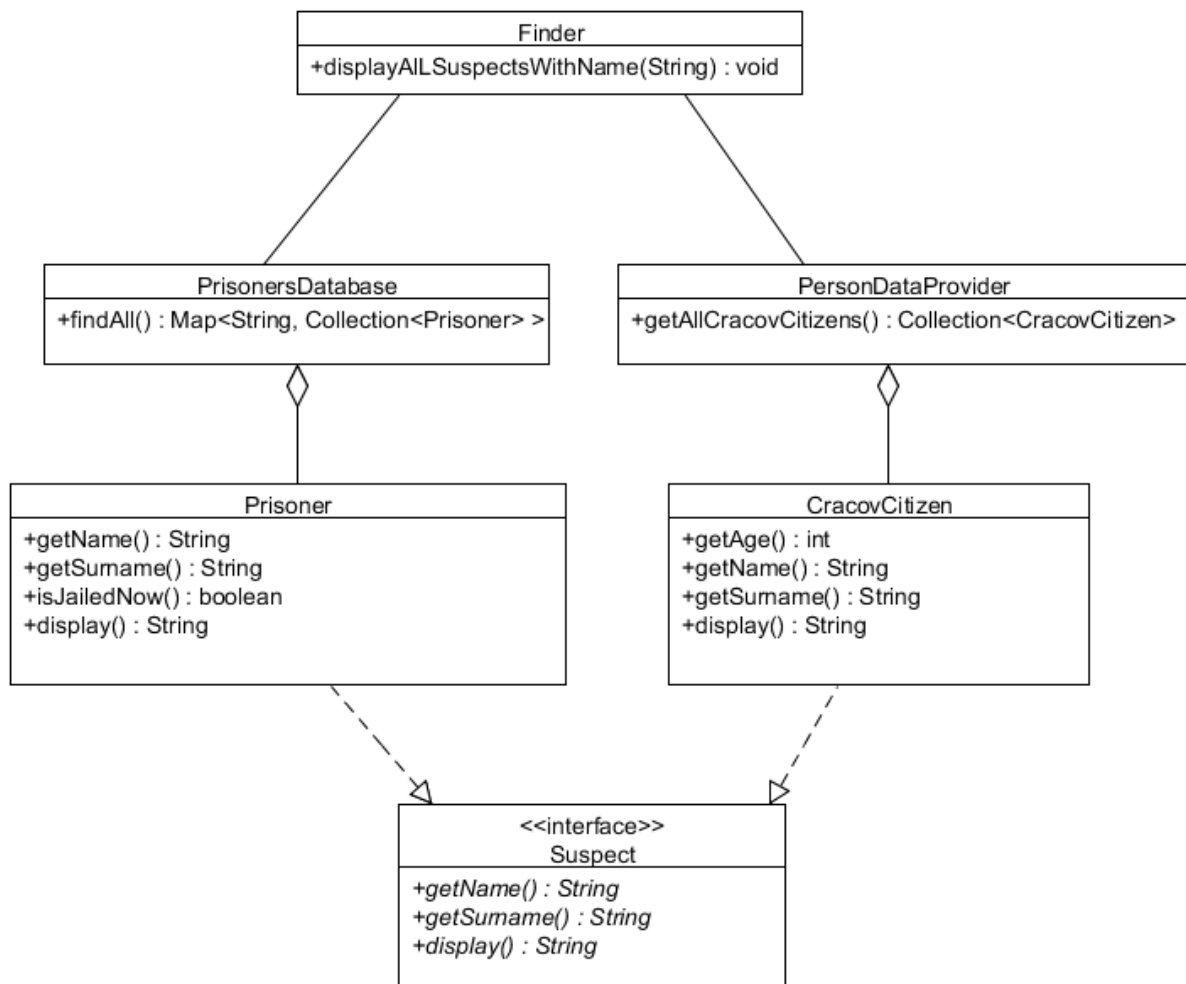 Finder
+displayAlLSuspectsWithName(String) : void
PrisonersDatabase
+findAll() : Map<String, Collection<Prisoner> >
PersonDataProvider
+getAllCracovCitizens() : Collection<CracovCitizen>
Prisoner
+getName() : String
+getSurname() : String
+isJailedNow() : boolean
+display() : String
CracovCitizen
+getAge() : int
+getName() : String
+getSurname() : String
+display() : String
<<interface>>
Suspect
+getName() : String
+getSurname() : String
+display() : String